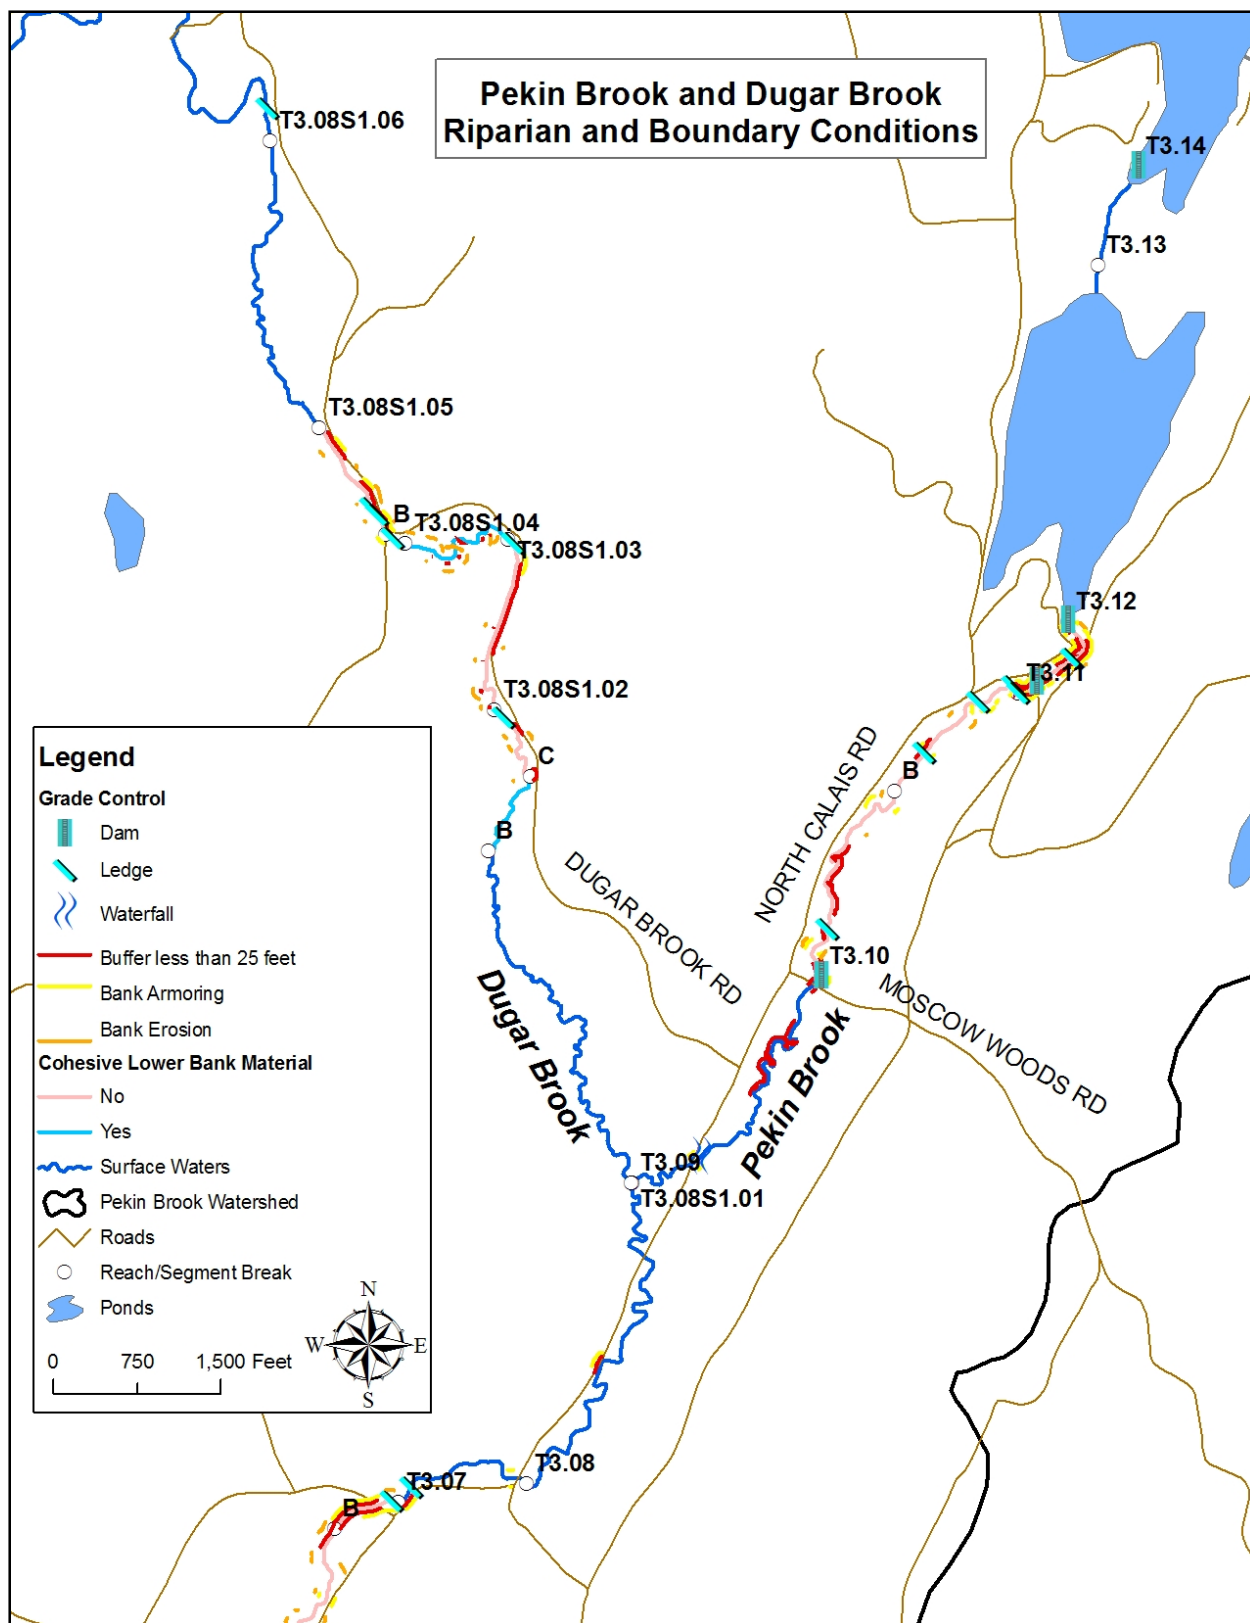 Pekin Brook and Dugar Brook
Riparian and Boundary Conditions
T3.08S1.06
T3.14
T3.13
T3.08S1.05
B
T3.08S1.04
T3.08S1.03
T3.12
T3.11
T3.08S1.02
C
B
B
NORTH CALAIS RD
DUGAR BROOK RD
T3.10
MOSCOW WOODS RD
Dugar Brook
Pekin Brook
T3.09
T3.08S1.01
T3.08
T3.07
B
Legend
Grade Control
Dam
Ledge
Waterfall
Buffer less than 25 feet
Bank Armoring
Bank Erosion
Cohesive Lower Bank Material
No
Yes
Surface Waters
Pekin Brook Watershed
Roads
Reach/Segment Break
Ponds
N
W E
S
0 750 1,500 Feet